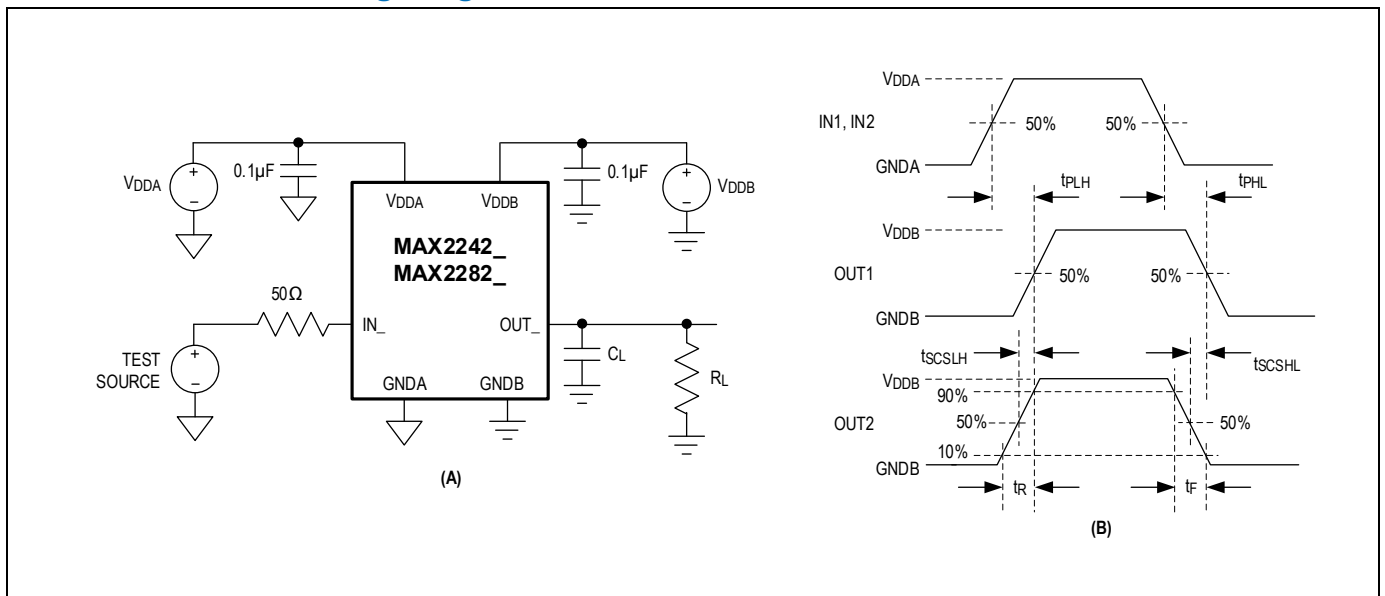 VDDA
0.1µF
VDDA
VDDB
0.1µF
VDDB
MAX2242_
MAX2282_
50Ω
TEST
SOURCE
IN_
OUT_
GNDA
GNDB
CL
RL
(A)
VDDA
IN1, IN2
50%
50%
GNDA
tPLH
tPHL
VDDB
OUT1
50%
50%
GNDB
tSCSLH
tSCSHL
VDDB
90%
OUT2
50%
50%
10%
GNDB
tR
tF
(B)